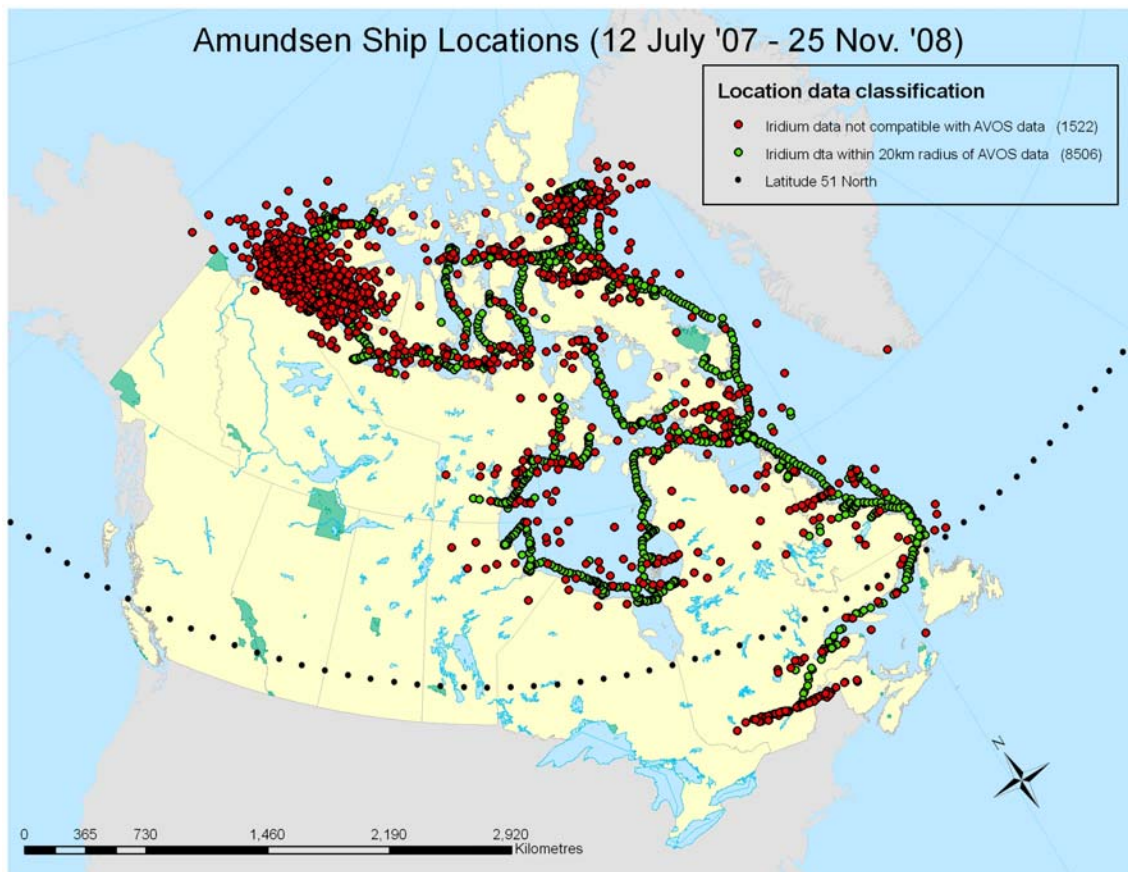 Amundsen Ship Locations (12 July '07 - 25 Nov. '08)
Location data classification
Iridium data not compatible with AVOS data (1522)
Iridium dta within 20km radius of AVOS data (8506)
Latitude 51 North
N
0 365 730 1,460 2,190 2,920
Kilometres